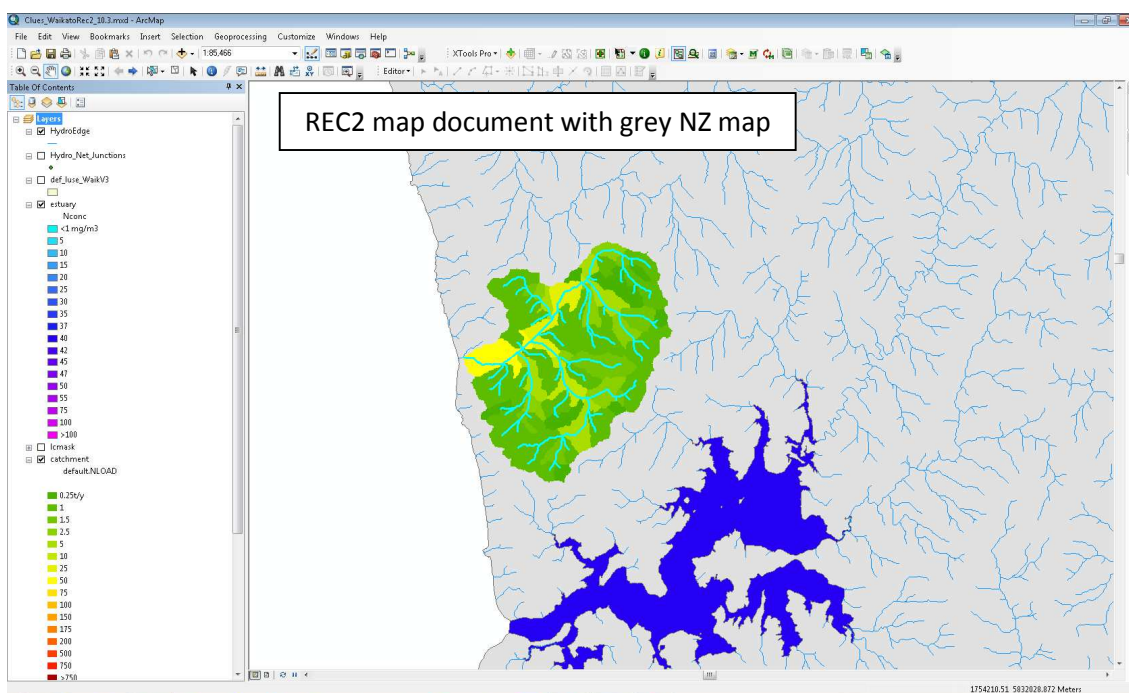 Clues_WaikatoRec2_10.3.mxd - ArcMap
File Edit View Bookmarks Insert Selection Geoprocessing Customize Windows Help
1:85,466
XTools Pro
Editor
Table Of Contents
Layers
HydroEdge
Hydro_Net_Junctions
def_luse_WaikV3
estuary
Nconc
<1 mg/m3
5
10
15
20
25
30
35
37
40
42
45
47
50
55
75
100
>100
lcmask
catchment
default.NLOAD
0.25t/y
1
1.5
2.5
5
10
25
50
75
100
150
175
200
500
750
>750
REC2 map document with grey NZ map
1754210.51 5832028.872 Meters